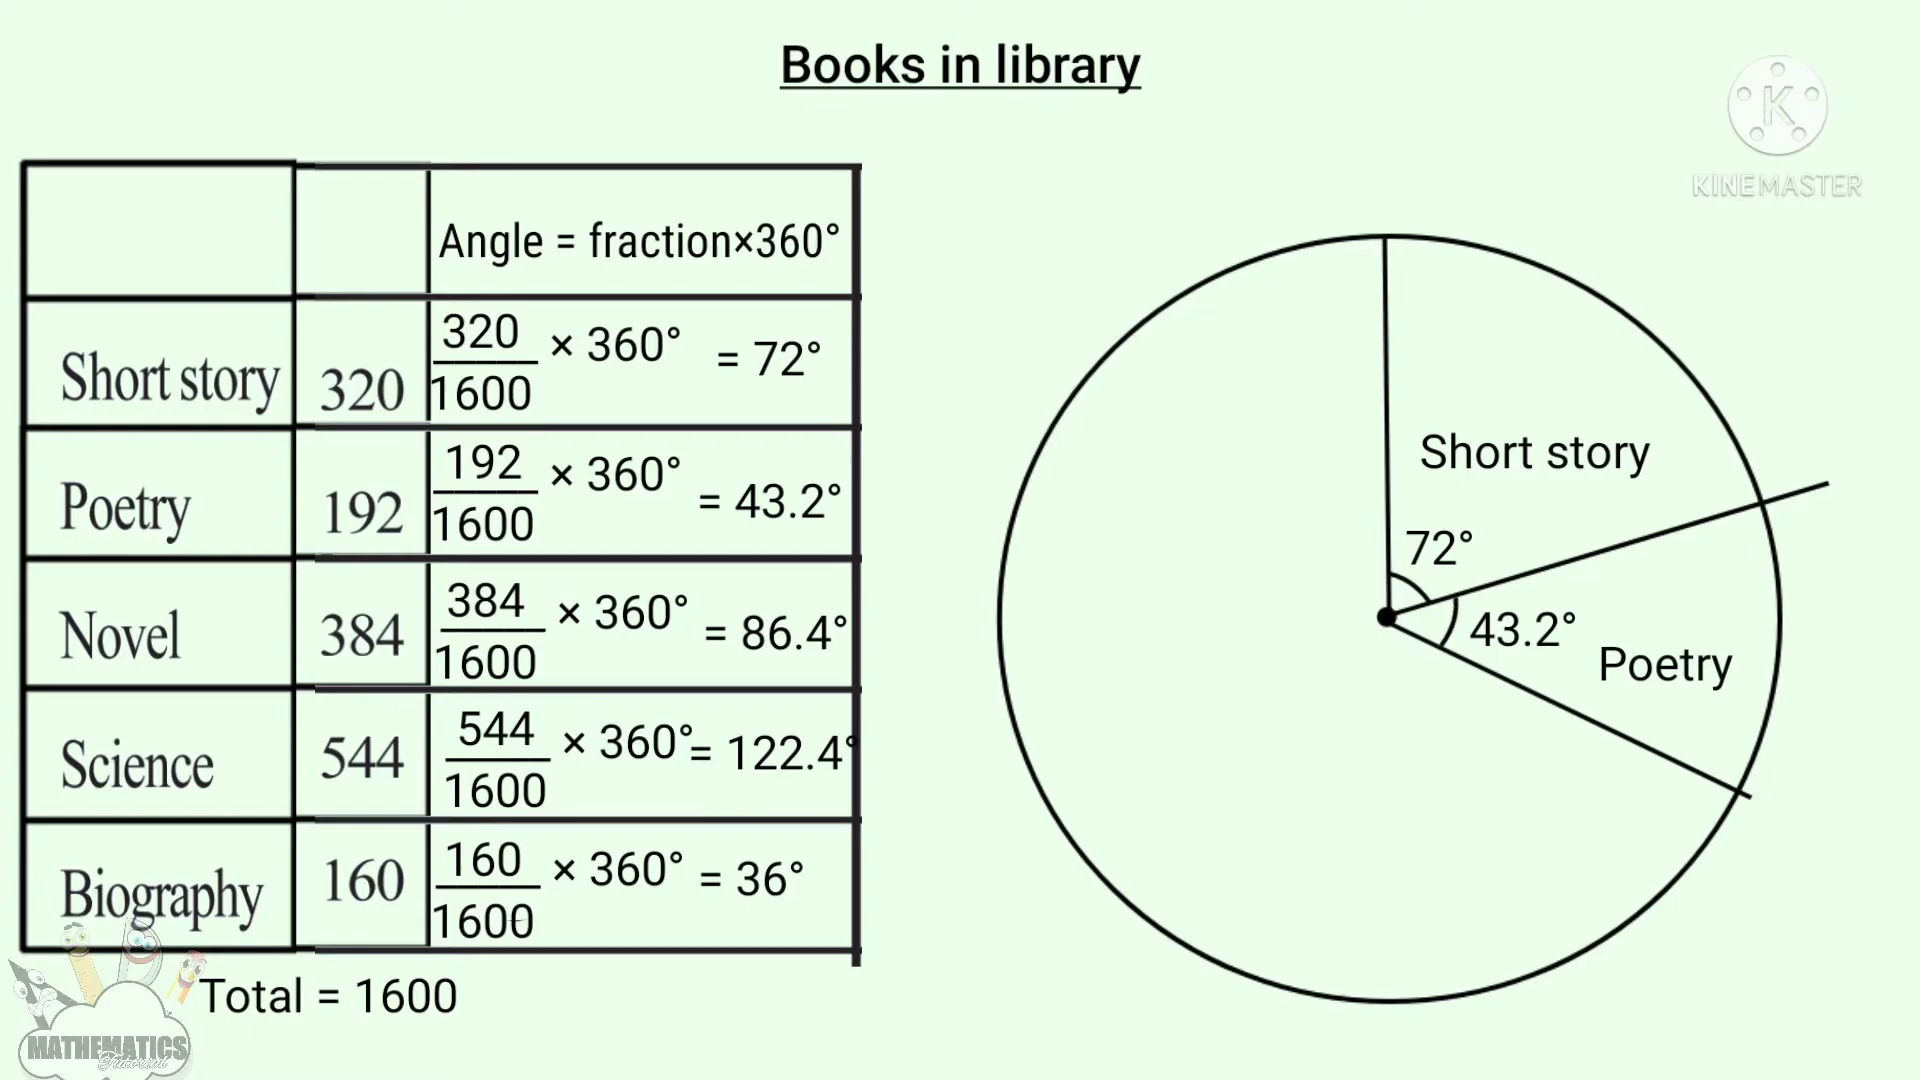 Books in library
K
KINEMASTER
Angle = fraction×360°
Short story 320 320/1600 × 360° = 72°
Poetry 192 192/1600 × 360° = 43.2°
Novel 384 384/1600 × 360° = 86.4°
Science 544 544/1600 × 360° = 122.4°
Biography 160 160/1600 × 360° = 36°
Total = 1600
Short story
72°
43.2°
Poetry
MATHEMATICS
Tutorial